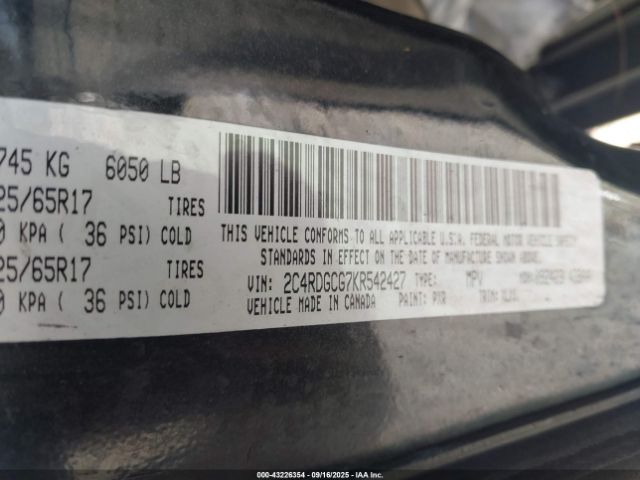 745 KG 6050 LB
25/65R17 TIRES
0 KPA ( 36 PSI) COLD
25/65R17 TIRES
0 KPA ( 36 PSI) COLD
THIS VEHICLE CONFORMS TO ALL APPLICABLE U.S.A. FEDERAL MOTOR VEHICLE SAFETY
STANDARDS IN EFFECT ON THE DATE OF MANUFACTURE SHOWN ABOVE.
VIN: 2C4RDGCG7KR542427 TYPE: MPV
VEHICLE MADE IN CANADA PAINT: PXR TRIM:
000-43226354 | 09/16/2025 | IAA Inc.